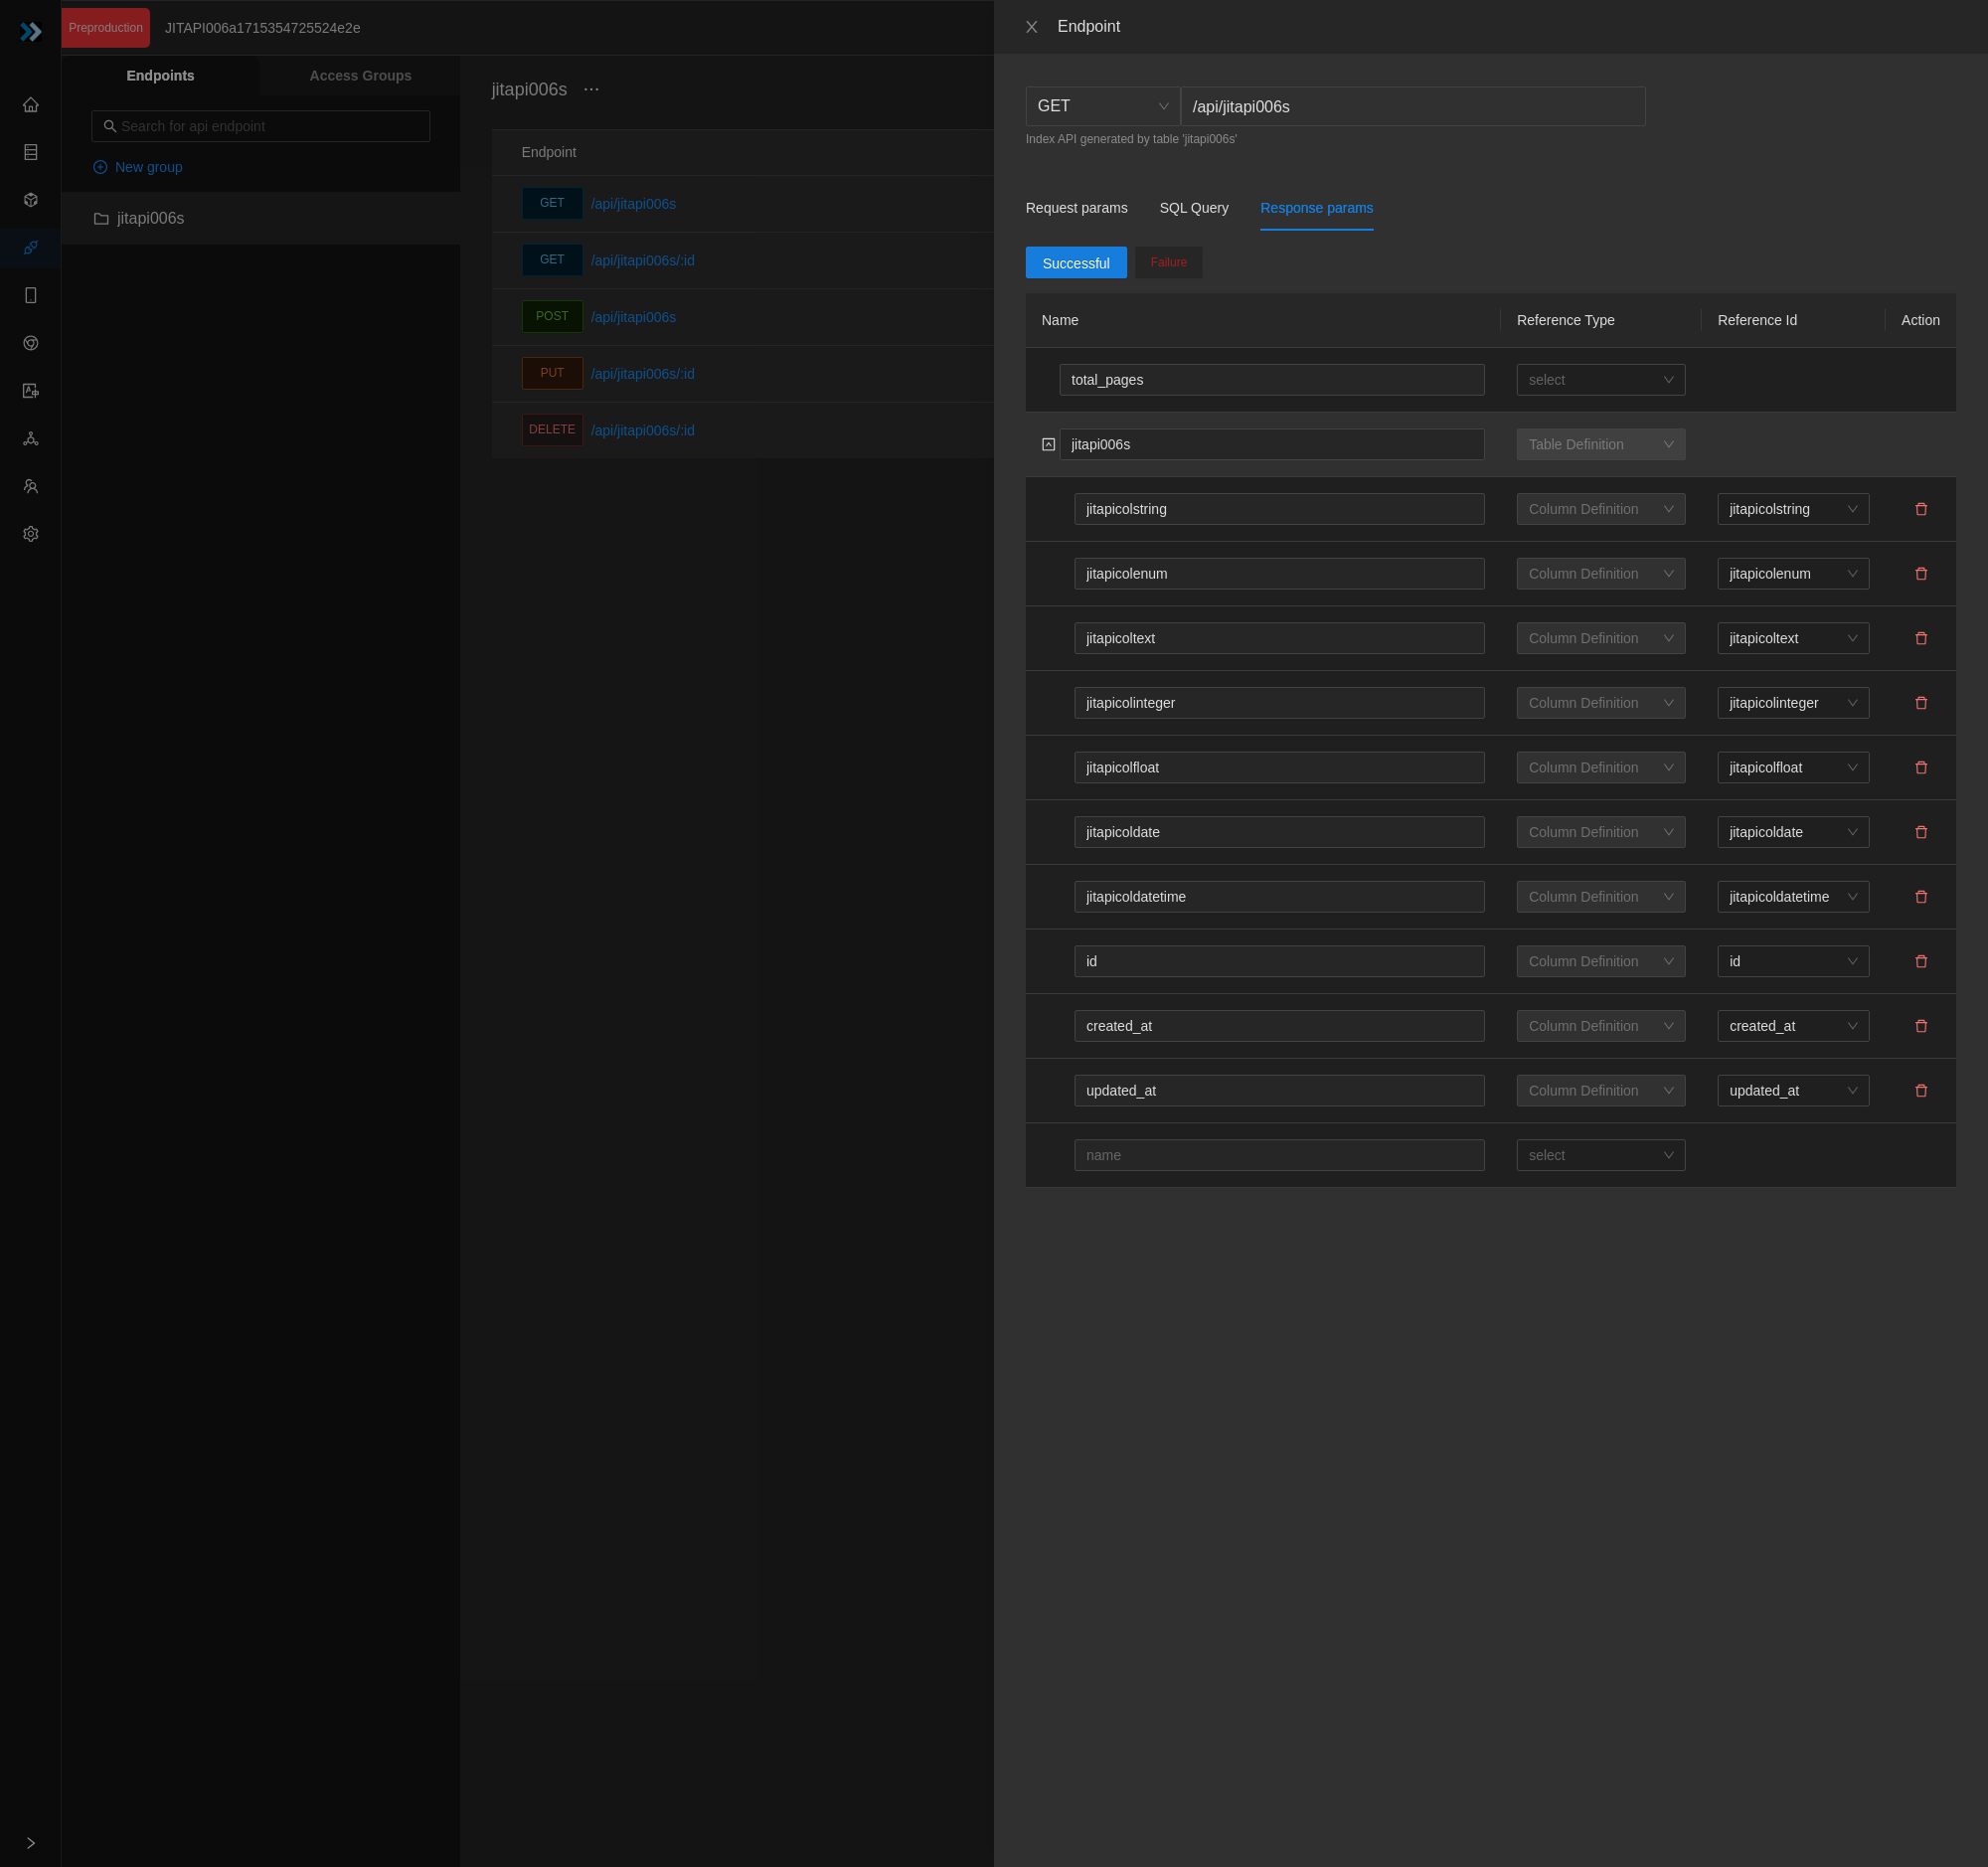 Preproduction
JITAPI006a1715354725524e2e
Endpoints
Access Groups
Search for api endpoint
New group
jitapi006s
jitapi006s
Endpoint
GET /api/jitapi006s
GET /api/jitapi006s/:id
POST /api/jitapi006s
PUT /api/jitapi006s/:id
DELETE /api/jitapi006s/:id
Endpoint
GET /api/jitapi006s
Index API generated by table 'jitapi006s'
Request params SQL Query Response params
Successful Failure
Name Reference Type Reference Id Action
total_pages select
jitapi006s Table Definition
jitapicolstring Column Definition jitapicolstring
jitapicolenum Column Definition jitapicolenum
jitapicoltext Column Definition jitapicoltext
jitapicolinteger Column Definition jitapicolinteger
jitapicolfloat Column Definition jitapicolfloat
jitapicoldate Column Definition jitapicoldate
jitapicoldatetime Column Definition jitapicoldatetime
id Column Definition id
created_at Column Definition created_at
updated_at Column Definition updated_at
name select